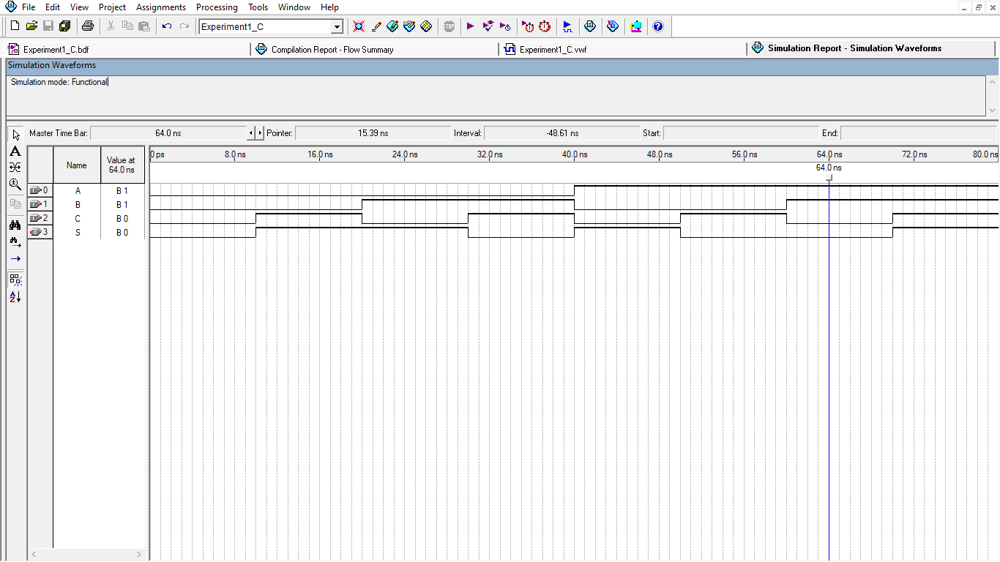 File Edit View Project Assignments Processing Tools Window Help
Experiment1_C STOP
Experiment1_C.bdf Compilation Report - Flow Summary Experiment1_C.vwf Simulation Report - Simulation Waveforms
Simulation Waveforms
Simulation mode: Functional
Master Time Bar: 64.0 ns Pointer: 15.39 ns Interval: -48.61 ns Start: End:
Name Value at 64.0 ns 0 ps 8.0 ns 16.0 ns 24.0 ns 32.0 ns 40.0 ns 48.0 ns 56.0 ns 64.0 ns 72.0 ns 80.0 ns
64.0 ns
0 A B 1
1 B B 1
2 C B 0
3 S B 0